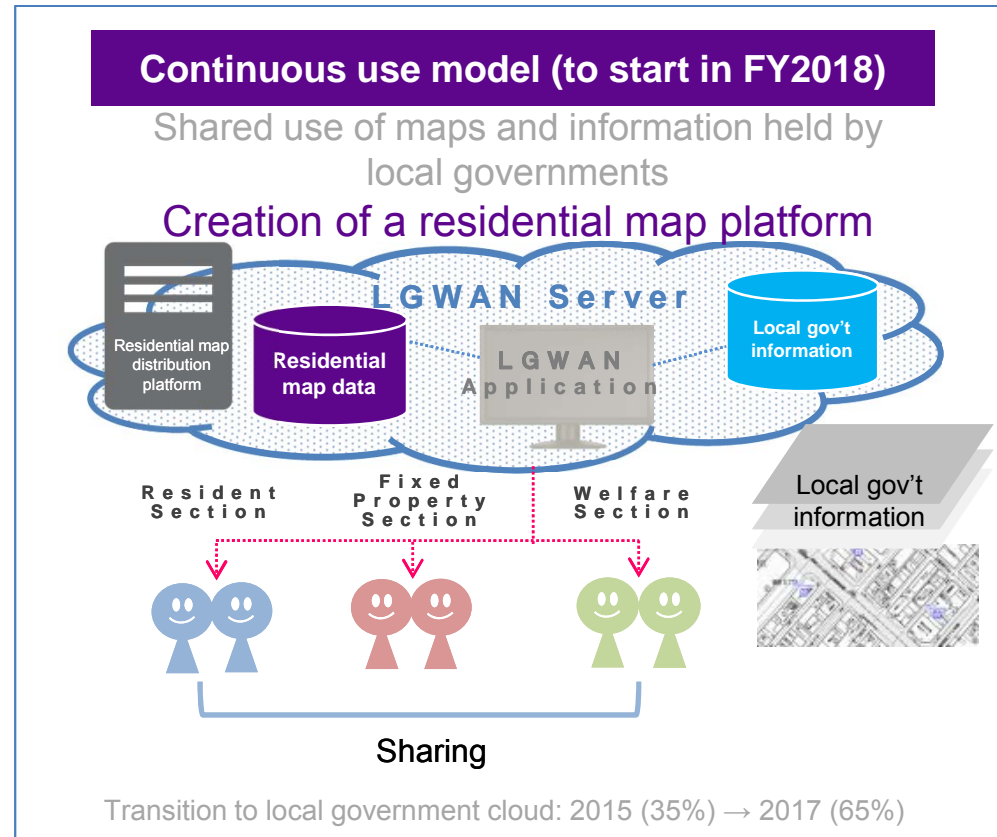 Continuous use model (to start in FY2018)
Shared use of maps and information held by
local governments
Creation of a residential map platform
LGWAN Server
Residential map
distribution
platform
Residential
map data
LGWAN
Application
Local gov't
information
Resident
Section
Fixed
Property
Section
Welfare
Section
Local gov't
information
Sharing
Transition to local government cloud: 2015 (35%) → 2017 (65%)